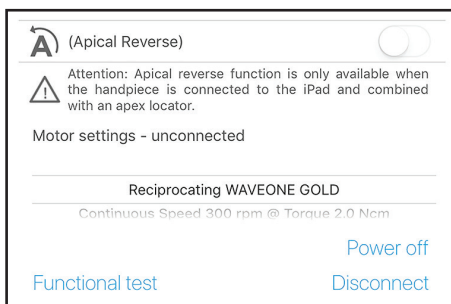 A (Apical Reverse)
Attention: Apical reverse function is only available when
the handpiece is connected to the iPad and combined
with an apex locator.
Motor settings - unconnected
Reciprocating WAVEONE GOLD
Continuous Speed 300 rpm @ Torque 2.0 Ncm
Power off
Functional test Disconnect